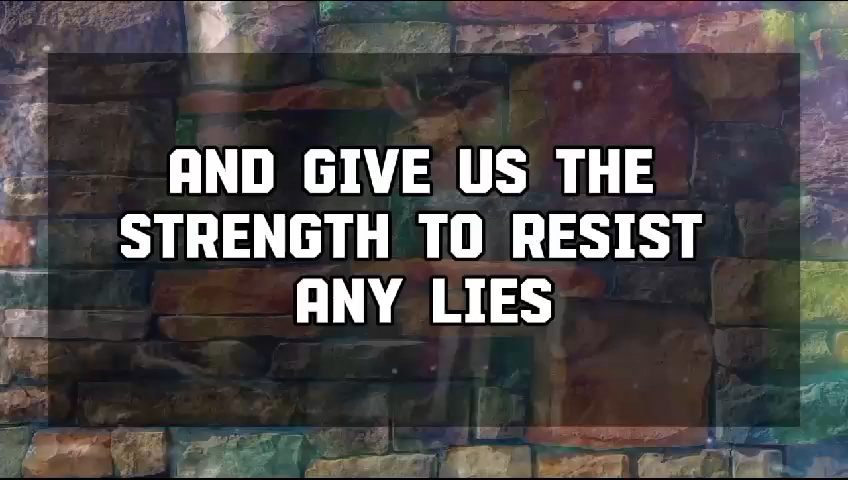 AND GIVE US THE
STRENGTH TO RESIST
ANY LIES